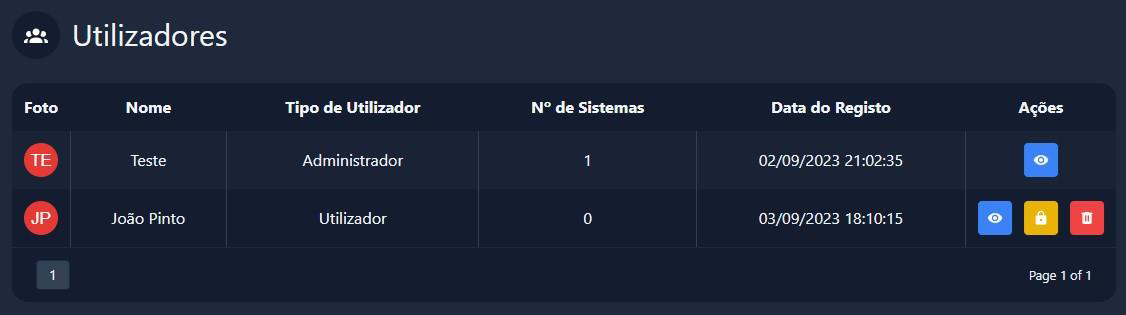 Utilizadores
Foto Nome Tipo de Utilizador Nº de Sistemas Data do Registo Ações
TE Teste Administrador 1 02/09/2023 21:02:35
JP João Pinto Utilizador 0 03/09/2023 18:10:15
1 Page 1 of 1